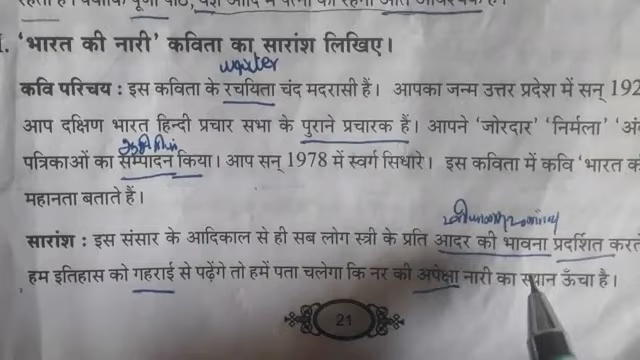 'भारत की नारी' कविता का सारांश लिखिए।
writer
कवि परिचय : इस कविता के रचयिता चंद मदरासी हैं। आपका जन्म उत्तर प्रदेश में सन् 192
आप दक्षिण भारत हिन्दी प्रचार सभा के पुराने प्रचारक हैं। आपने 'जोरदार' 'निर्मला'
पत्रिकाओं का सम्पादन किया। आप सन् 1978 में स्वर्ग सिधारे। इस कविता में कवि 'भारत
महानता बताते हैं।
सारांश : इस संसार के आदिकाल से ही सब लोग स्त्री के प्रति आदर की भावना प्रदर्शित करते
हम इतिहास को गहराई से पढ़ेंगे तो हमें पता चलेगा कि नर की अपेक्षा नारी का स्थान ऊँचा है।
21